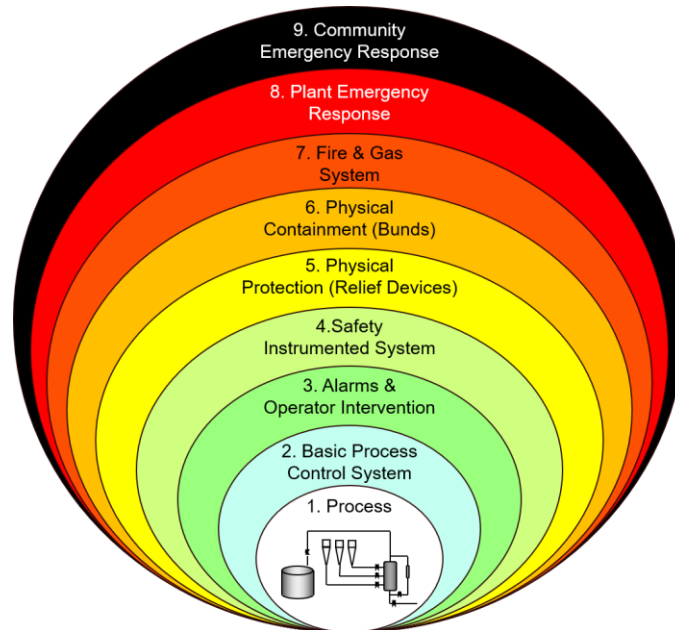 9. Community
Emergency Response
8. Plant Emergency
Response
7. Fire & Gas
System
6. Physical
Containment (Bunds)
5. Physical
Protection (Relief Devices)
4.Safety
Instrumented System
3. Alarms &
Operator Intervention
2. Basic Process
Control System
1. Process